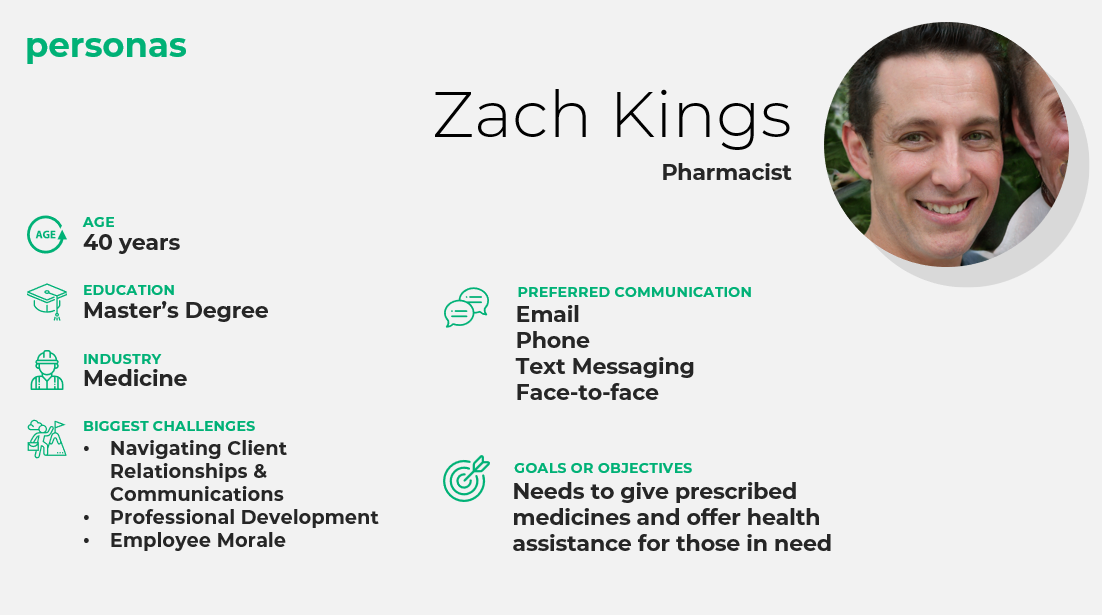 personas
Zach Kings
Pharmacist
AGE
AGE
40 years
EDUCATION
Master’s Degree
INDUSTRY
Medicine
BIGGEST CHALLENGES
• Navigating Client
Relationships &
Communications
• Professional Development
• Employee Morale
PREFERRED COMMUNICATION
Email
Phone
Text Messaging
Face-to-face
GOALS OR OBJECTIVES
Needs to give prescribed
medicines and offer health
assistance for those in need